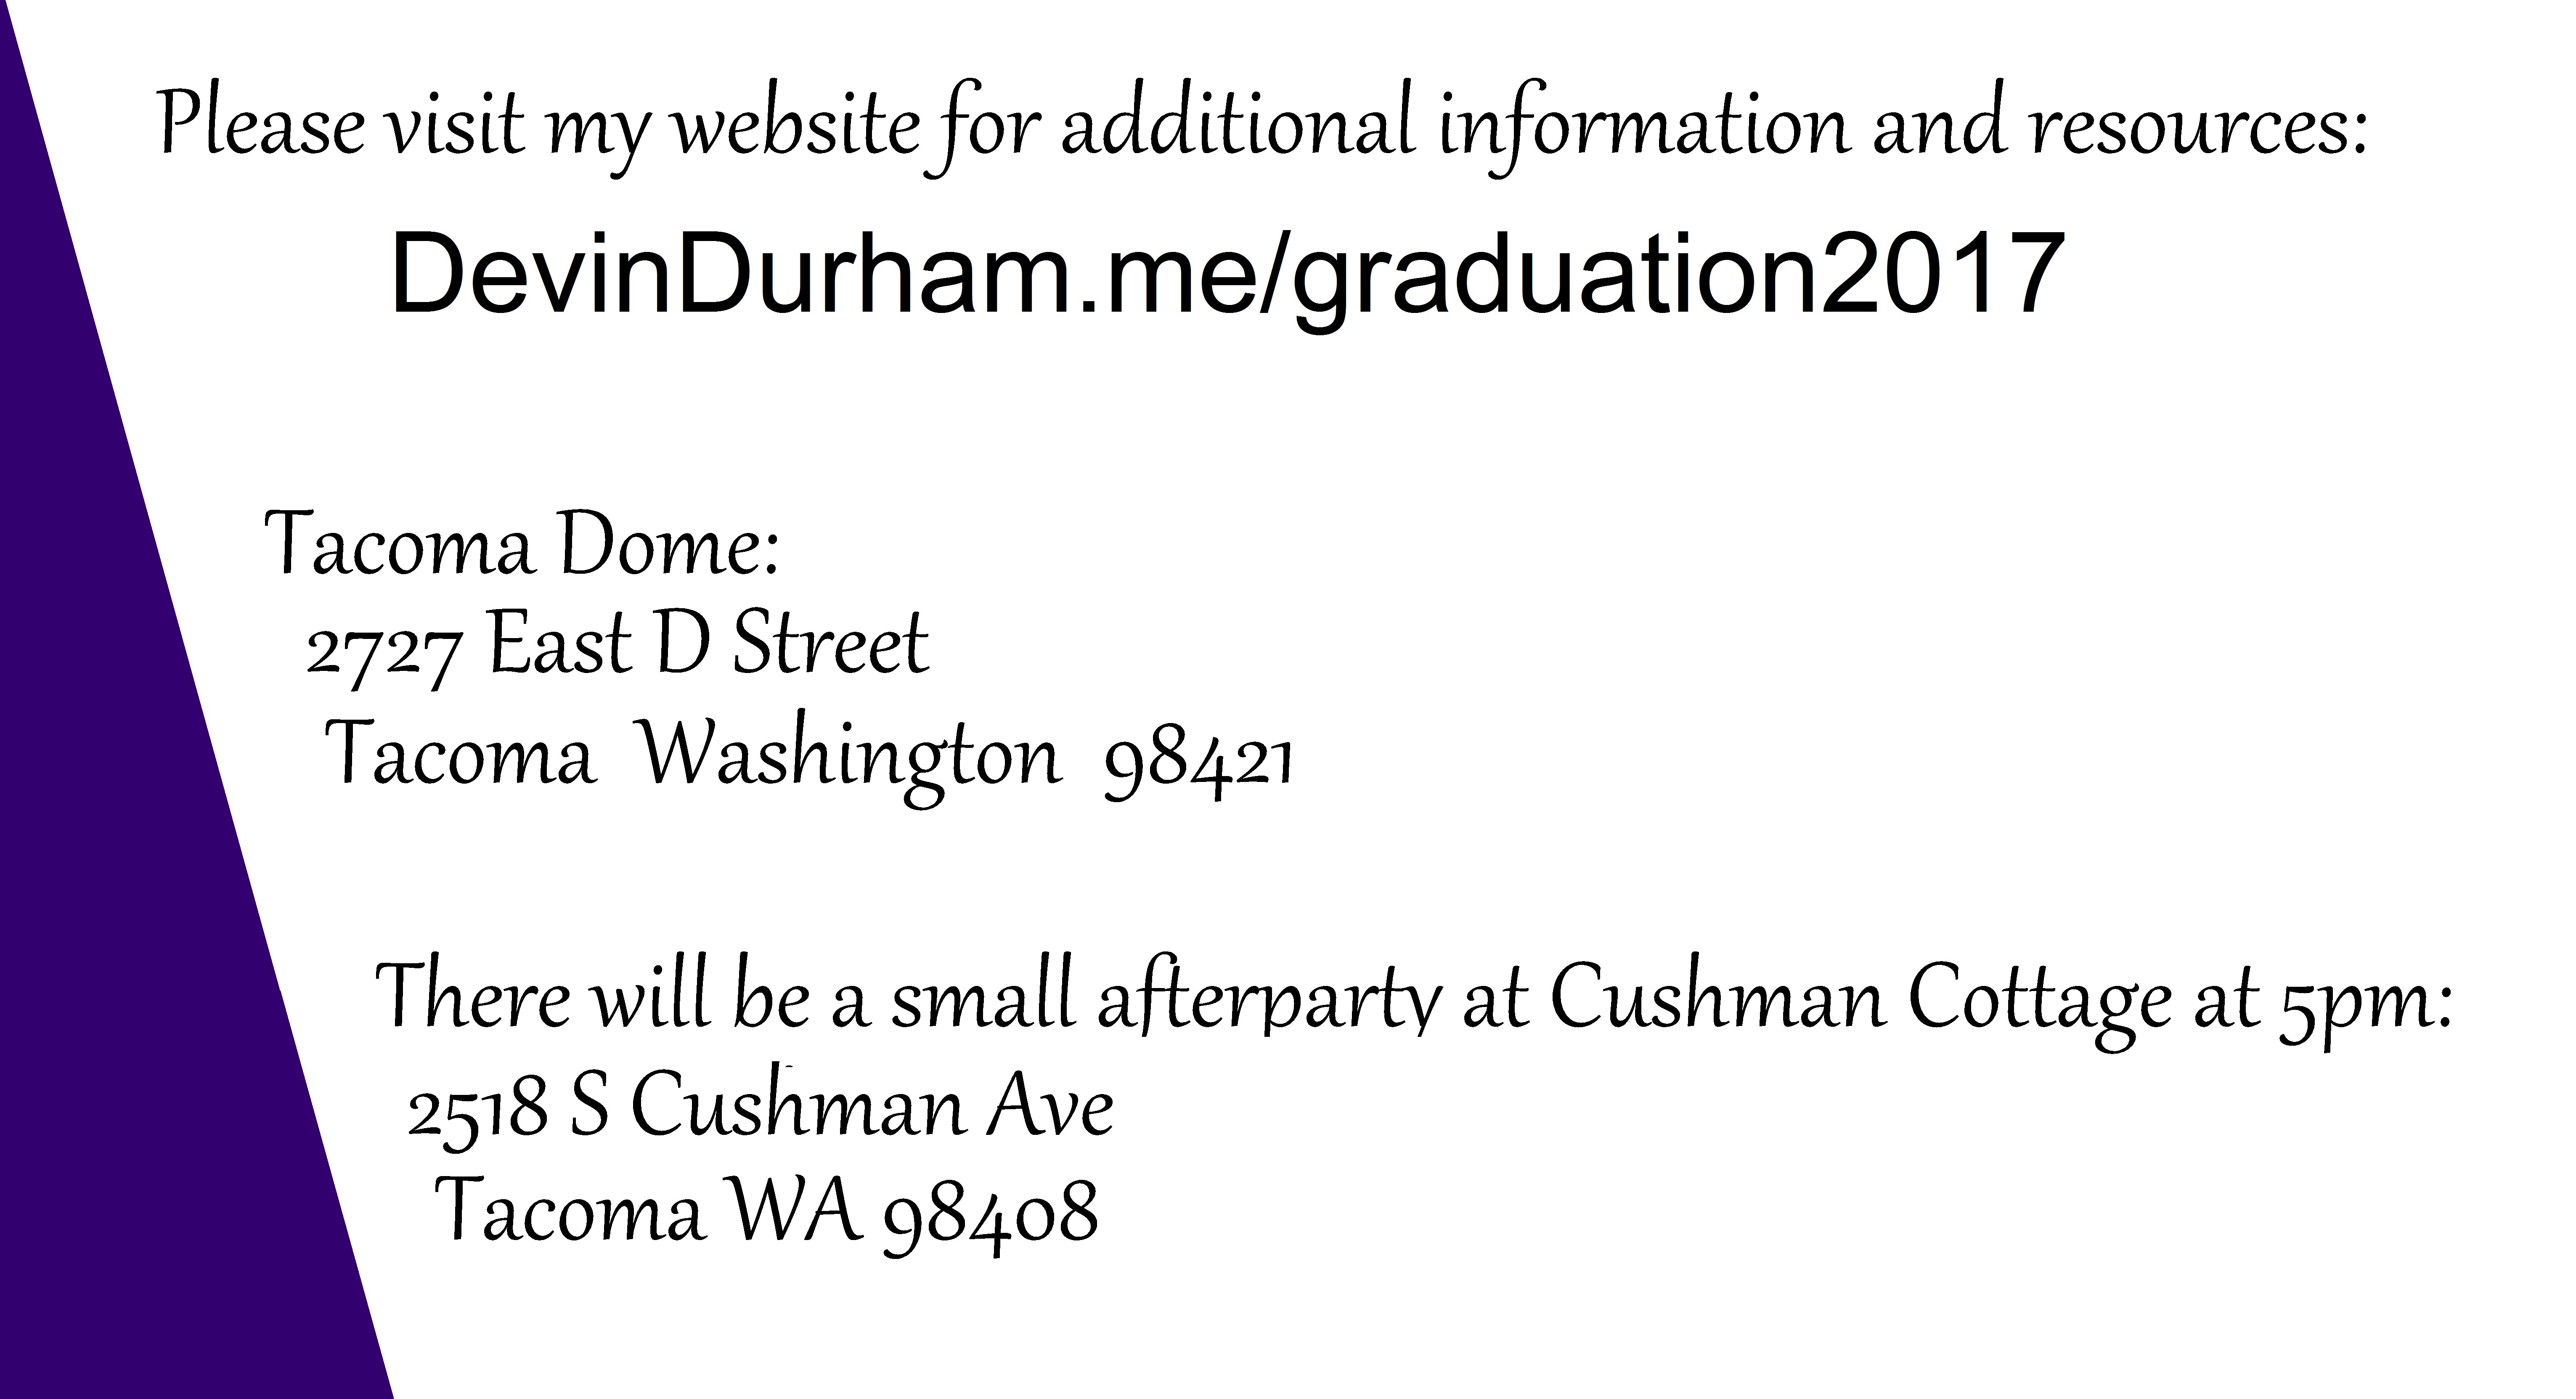 Please visit my website for additional information and resources:
DevinDurham.me/graduation2017
Tacoma Dome:
2727 East D Street
Tacoma Washington 98421
There will be a small afterparty at Cushman Cottage at 5pm:
2518 S Cushman Ave
Tacoma WA 98408